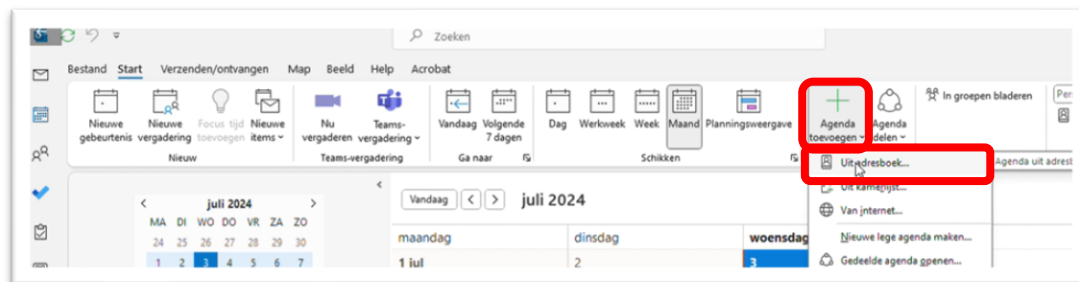 Zoeken
Bestand Start Verzenden/ontvangen Map Beeld Help Acrobat
Nieuwe gebeurtenis
Nieuwe vergadering
Focus tijd toevoegen
Nieuwe items
Nu vergaderen
Teams-vergadering
Vandaag
Volgende 7 dagen
Dag
Werkweek
Week
Maand
Planningsweergave
Agenda toevoegen
Agenda delen
In groepen bladeren
Nieuw
Teams-vergadering
Ga naar
Schikken
Uit adresboek...
Uit kamerlijst...
Van internet...
Nieuwe lege agenda maken...
Gedeelde agenda openen...
Agenda uit
juli 2024
MA DI WO DO VR ZA ZO
24 25 26 27 28 29 30
1 2 3 4 5 6 7
Vandaag
juli 2024
maandag dinsdag woensdag
1 jul 2 3